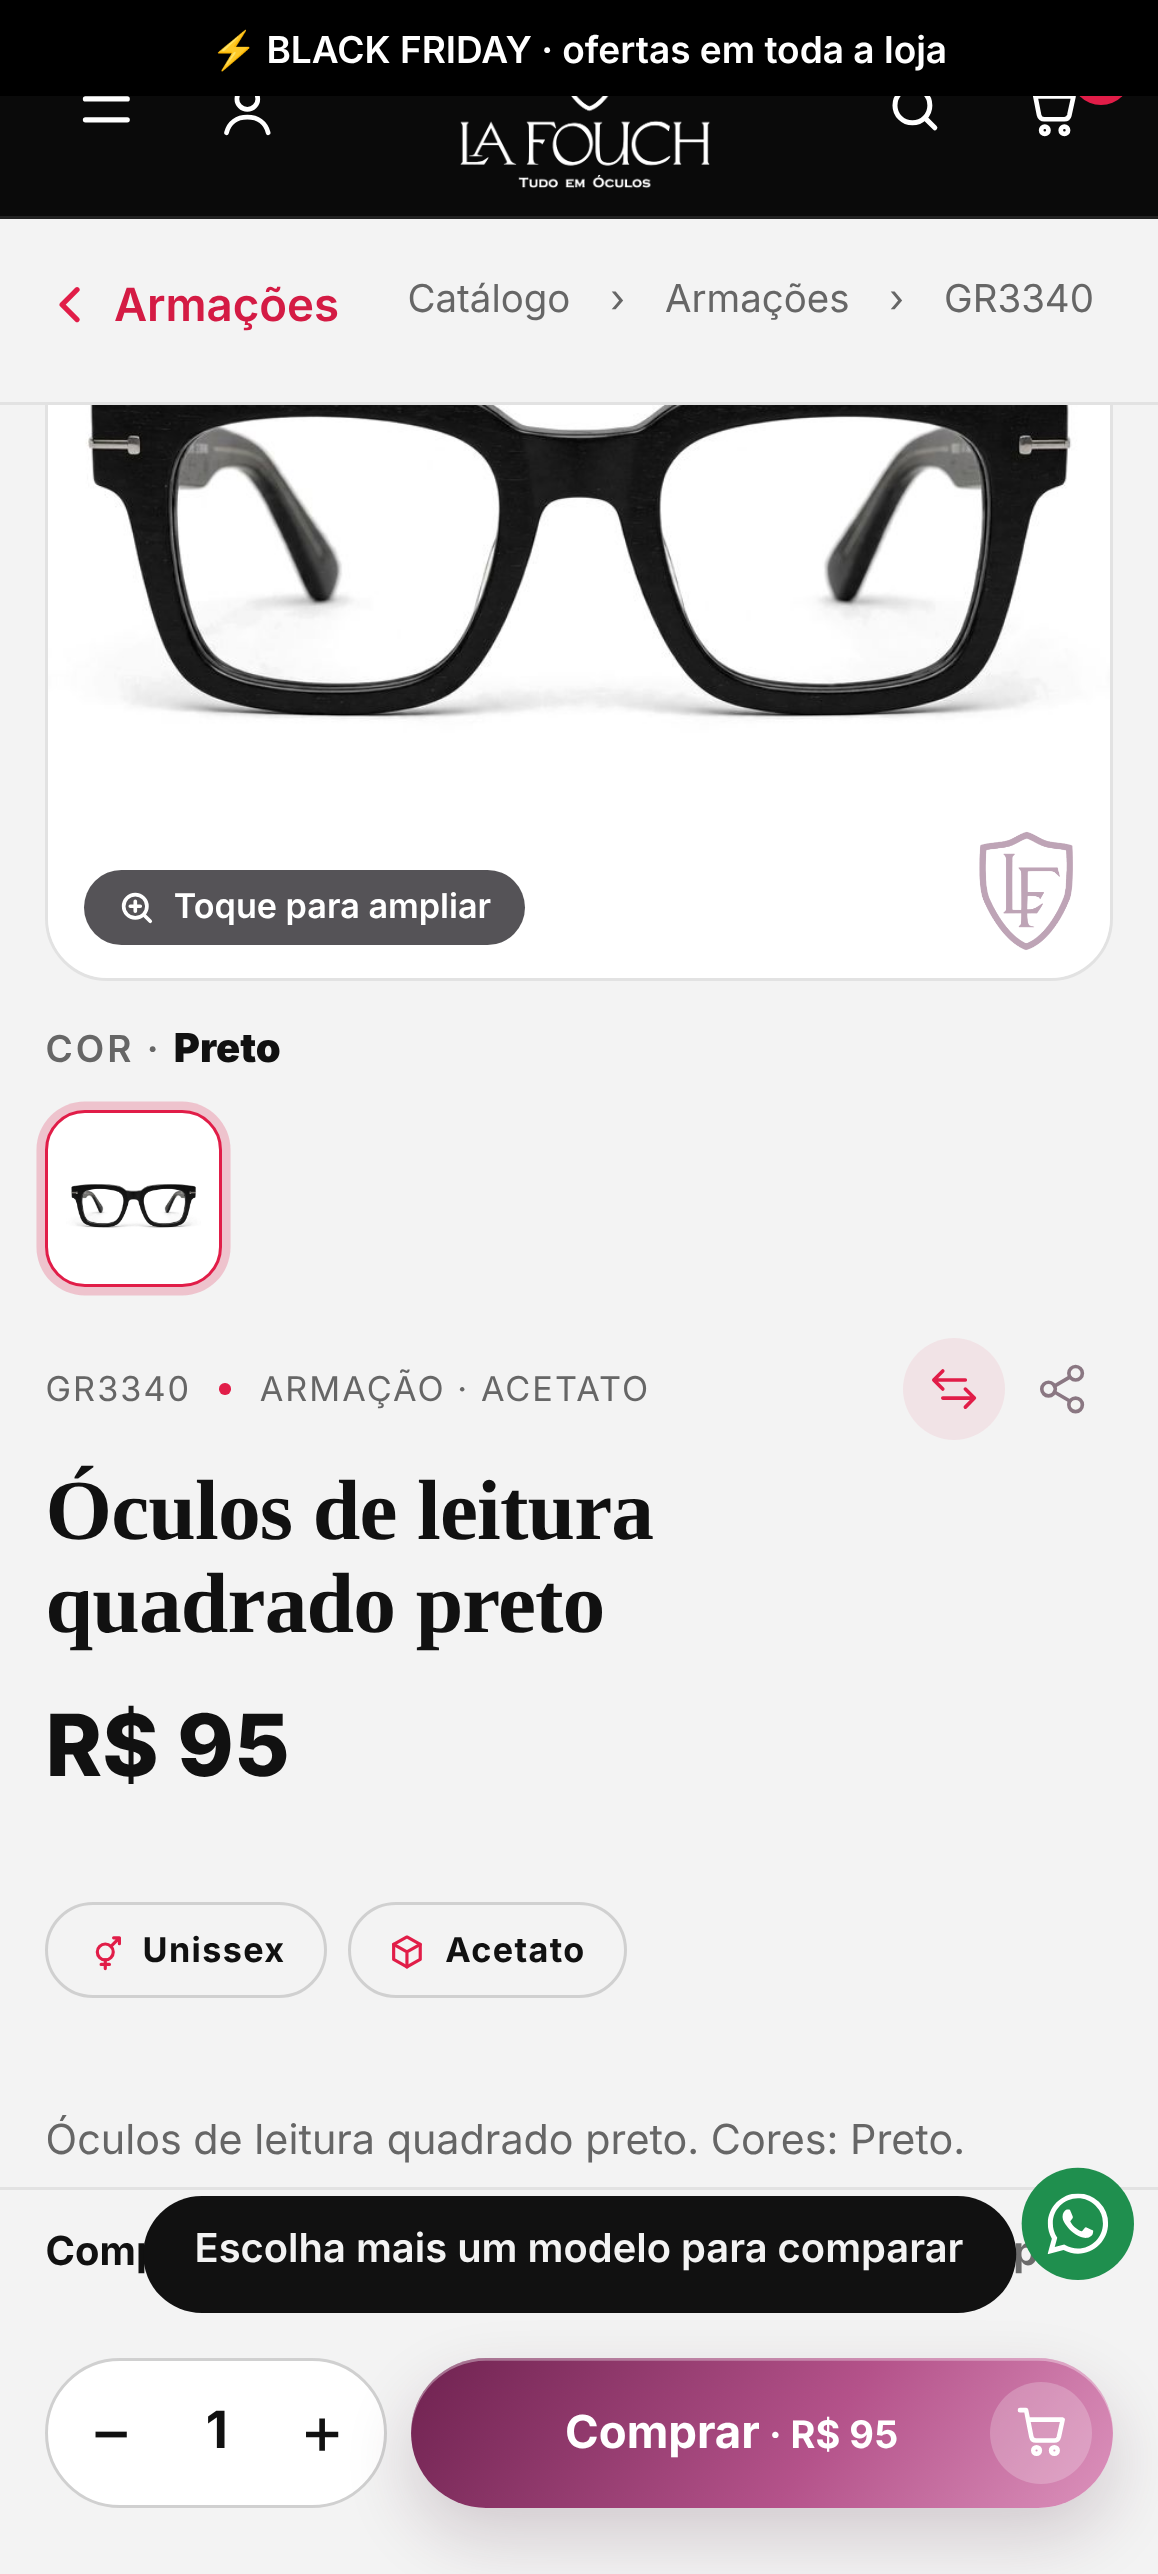 ⚡ BLACK FRIDAY · ofertas em toda a loja
LA FOUCH
TUDO EM ÓCULOS
Armações
Catálogo › Armações › GR3340
Toque para ampliar
LF
COR · Preto
GR3340 • ARMAÇÃO · ACETATO
Óculos de leitura
quadrado preto
R$ 95
Unissex
Acetato
Óculos de leitura quadrado preto. Cores: Preto.
Escolha mais um modelo para comparar
− 1 +
Comprar · R$ 95